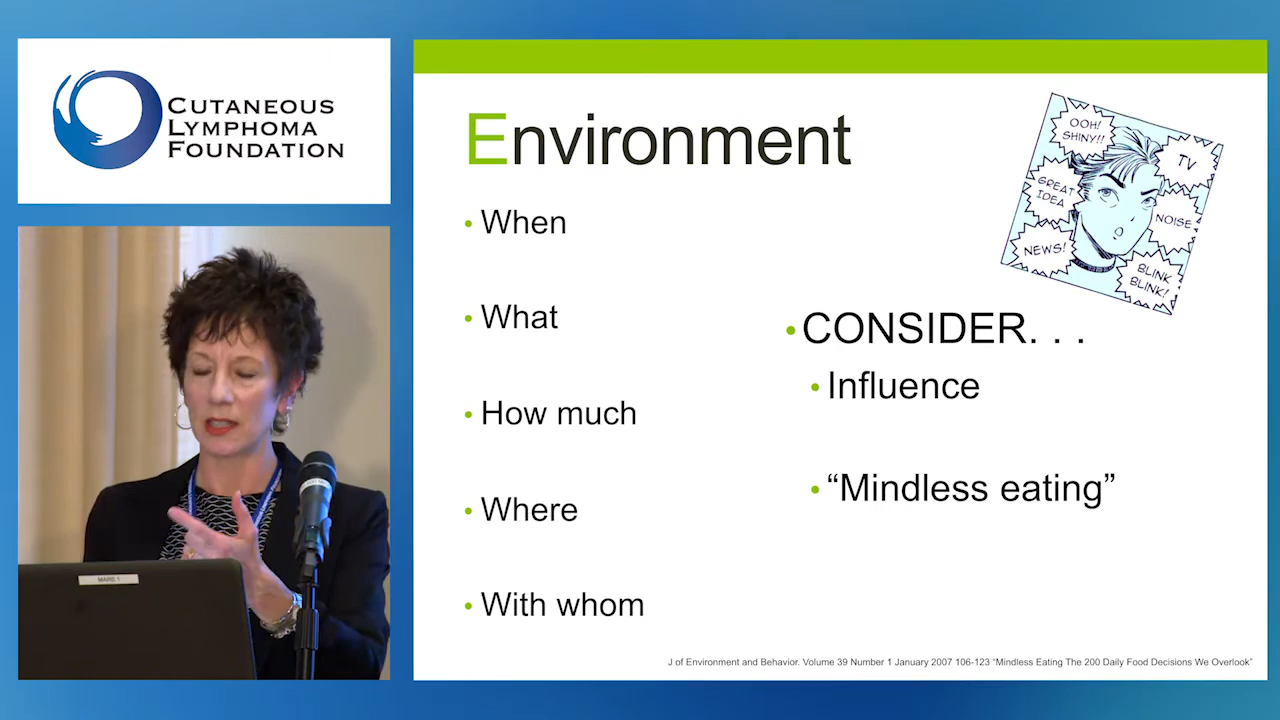 CUTANEOUS
LYMPHOMA
FOUNDATION
Environment
OOH!
SHINY!!
TV
GREAT
IDEA
NOISE
NEWS!
BLINK
BLINK!
• When
• What
• How much
• Where
• With whom
• CONSIDER. . .
• Influence
• “Mindless eating”
J of Environment and Behavior. Volume 39 Number 1 January 2007 106-123 “Mindless Eating The 200 Daily Food Decisions We Overlook”
MARS 1